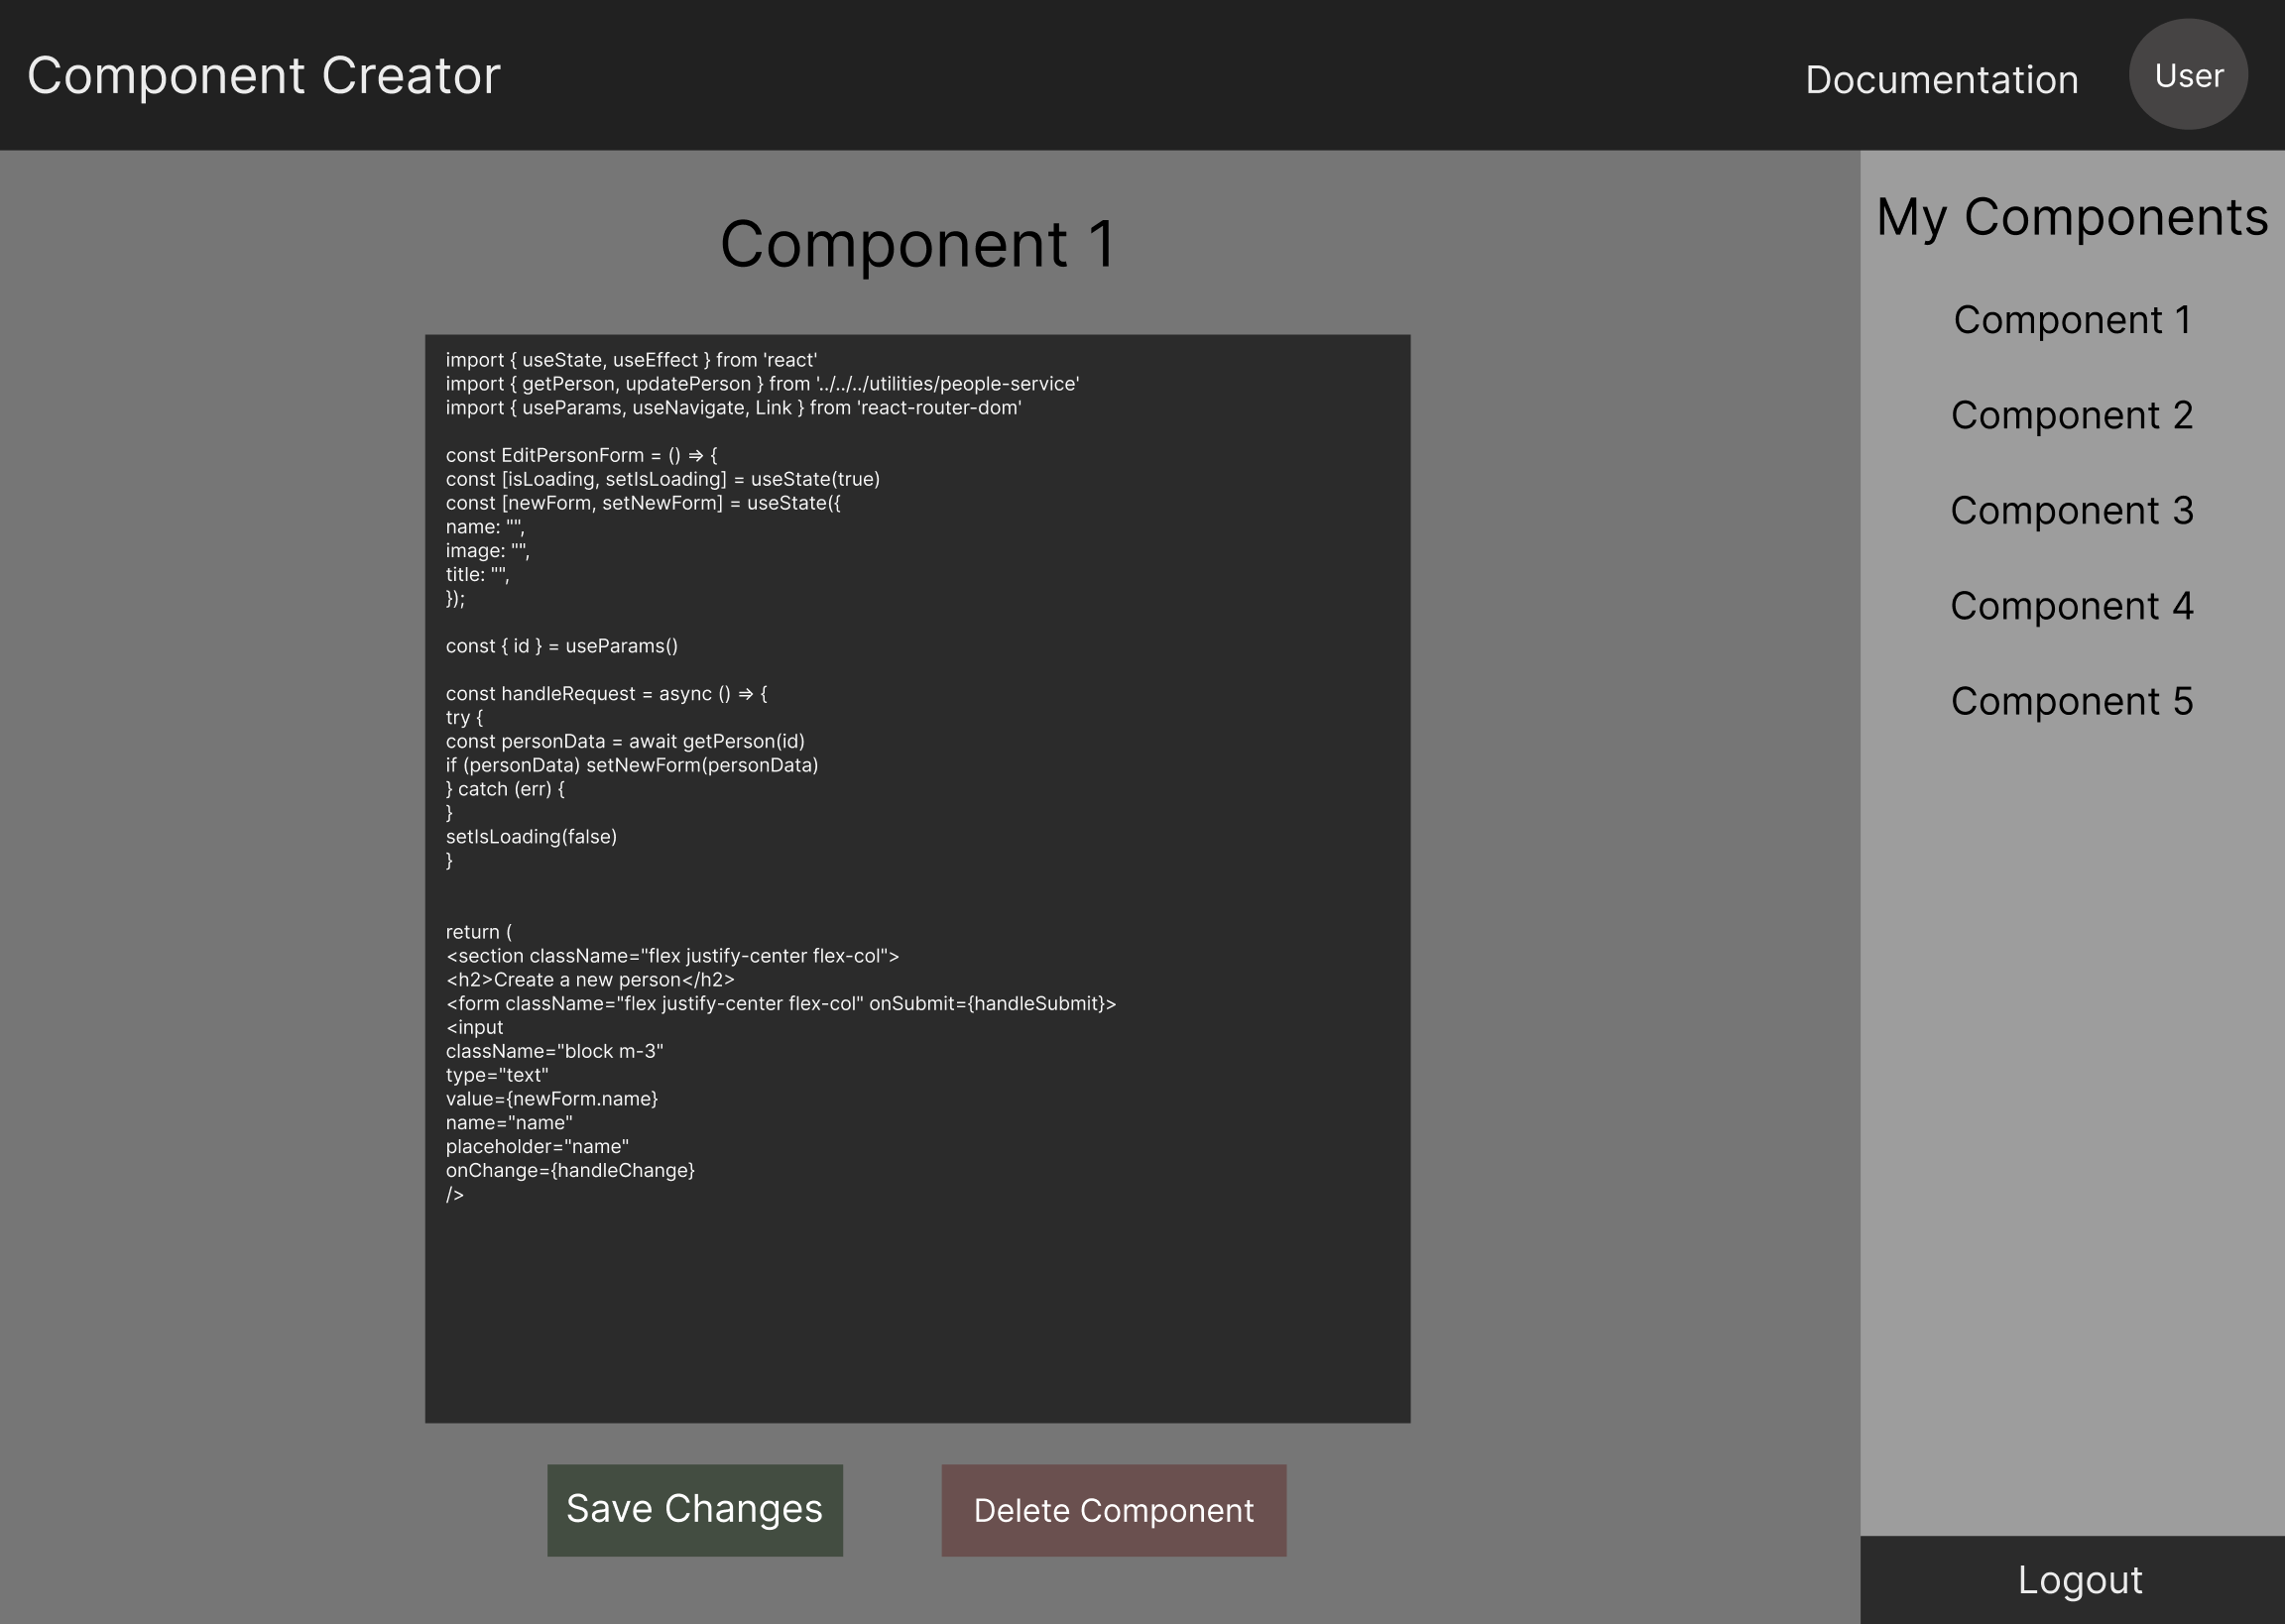 Component Creator
Documentation
User
Component 1
import { useState, useEffect } from 'react'
import { getPerson, updatePerson } from '../../../utilities/people-service'
import { useParams, useNavigate, Link } from 'react-router-dom'
const EditPersonForm = () => {
const [isLoading, setIsLoading] = useState(true)
const [newForm, setNewForm] = useState({
name: "",
image: "",
title: "",
});
const { id } = useParams()
const handleRequest = async () => {
try {
const personData = await getPerson(id)
if (personData) setNewForm(personData)
} catch (err) {
}
setIsLoading(false)
}
return (
<section className="flex justify-center flex-col">
<h2>Create a new person</h2>
<form className="flex justify-center flex-col" onSubmit={handleSubmit}>
<input
className="block m-3"
type="text"
value={newForm.name}
name="name"
placeholder="name"
onChange={handleChange}
/>
Save Changes
Delete Component
My Components
Component 1
Component 2
Component 3
Component 4
Component 5
Logout